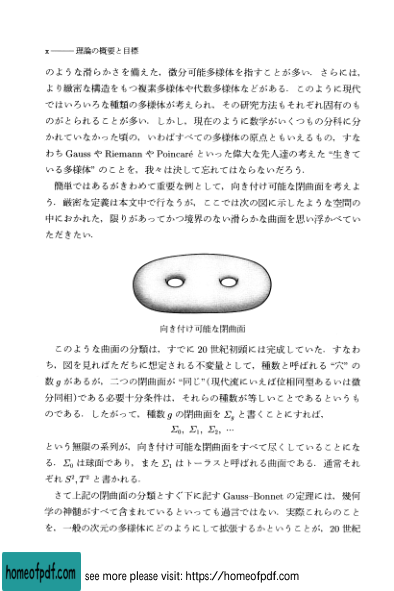 x——理論の概要と目標
のような滑らかさを備えた，微分可能多様体を指すことが多い．さらには，
より緻密な構造をもつ複素多様体や代数多様体などがある．このように現代
ではいろいろな種類の多様体が考えられ，その研究方法もそれぞれ固有のも
のがとられることが多い．しかし，現在のように数学がいくつもの分科に分
かれていなかった頃の，いわばすべての多様体の原点ともいえるもの，すな
わち Gauss や Riemann や Poincaré といった偉大な先人達の考えた “生きて
いる多様体” のことを，我々は決して忘れてはならないだろう．
簡単ではあるがきわめて重要な例として，向き付け可能な閉曲面を考えよ
う．厳密な定義は本文中で行なうが，ここでは次の図に示したような空間の
中におかれた，限りがあってかつ境界のない滑らかな曲面を思い浮かべてい
ただきたい．
向き付け可能な閉曲面
このような曲面の分類は，すでに 20 世紀初頭には完成していた．すなわ
ち，図を見ればただちに想定される不変量として，種数と呼ばれる “穴” の
数 g があるが，二つの閉曲面が “同じ”（現代流にいえば位相同型あるいは微
分同相）である必要十分条件は，それらの種数が等しいことであるというも
のである．したがって，種数 g の閉曲面を Σg と書くことにすれば，
Σ0, Σ1, Σ2, ⋯
という無限の系列が，向き付け可能な閉曲面をすべて尽くしていることにな
る．Σ0 は球面であり，また Σ1 はトーラスと呼ばれる曲面である．通常それ
ぞれ S², T² と書かれる．
さて上記の閉曲面の分類とすぐ下に記す Gauss–Bonnet の定理には，幾何
学の神髄がすべて含まれているといっても過言ではない．実際これらのこと
を，一般の次元の多様体にどのようにして拡張するかということが，20 世紀
homeofpdf.com
see more please visit: https://homeofpdf.com